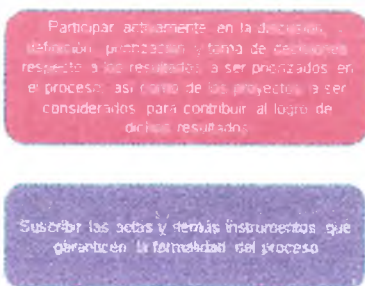 Participar activamente en la discusión,
definición, priorización y toma de decisiones
respecto a los resultados a ser priorizados en
el proceso, así como de los proyectos a ser
considerados para contribuir al logro de
dichos resultados
Suscribir las actas y demás instrumentos que
garanticen la formalidad del proceso